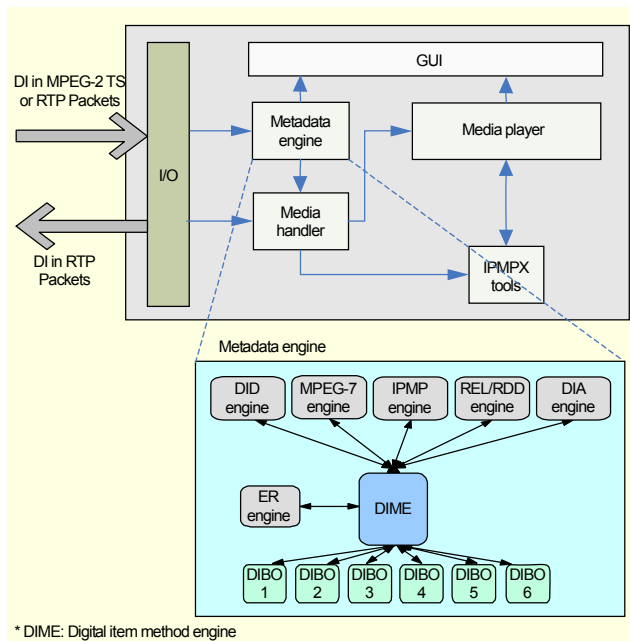 GUI
DI in MPEG-2 TS
or RTP Packets
Metadata
engine
Media player
I/O
Media
handler
DI in RTP
Packets
IPMPX
tools
Metadata engine
DID
engine
MPEG-7
engine
IPMP
engine
REL/RDD
engine
DIA
engine
ER
engine
DIME
DIBO
1
DIBO
2
DIBO
3
DIBO
4
DIBO
5
DIBO
6
* DIME: Digital item method engine